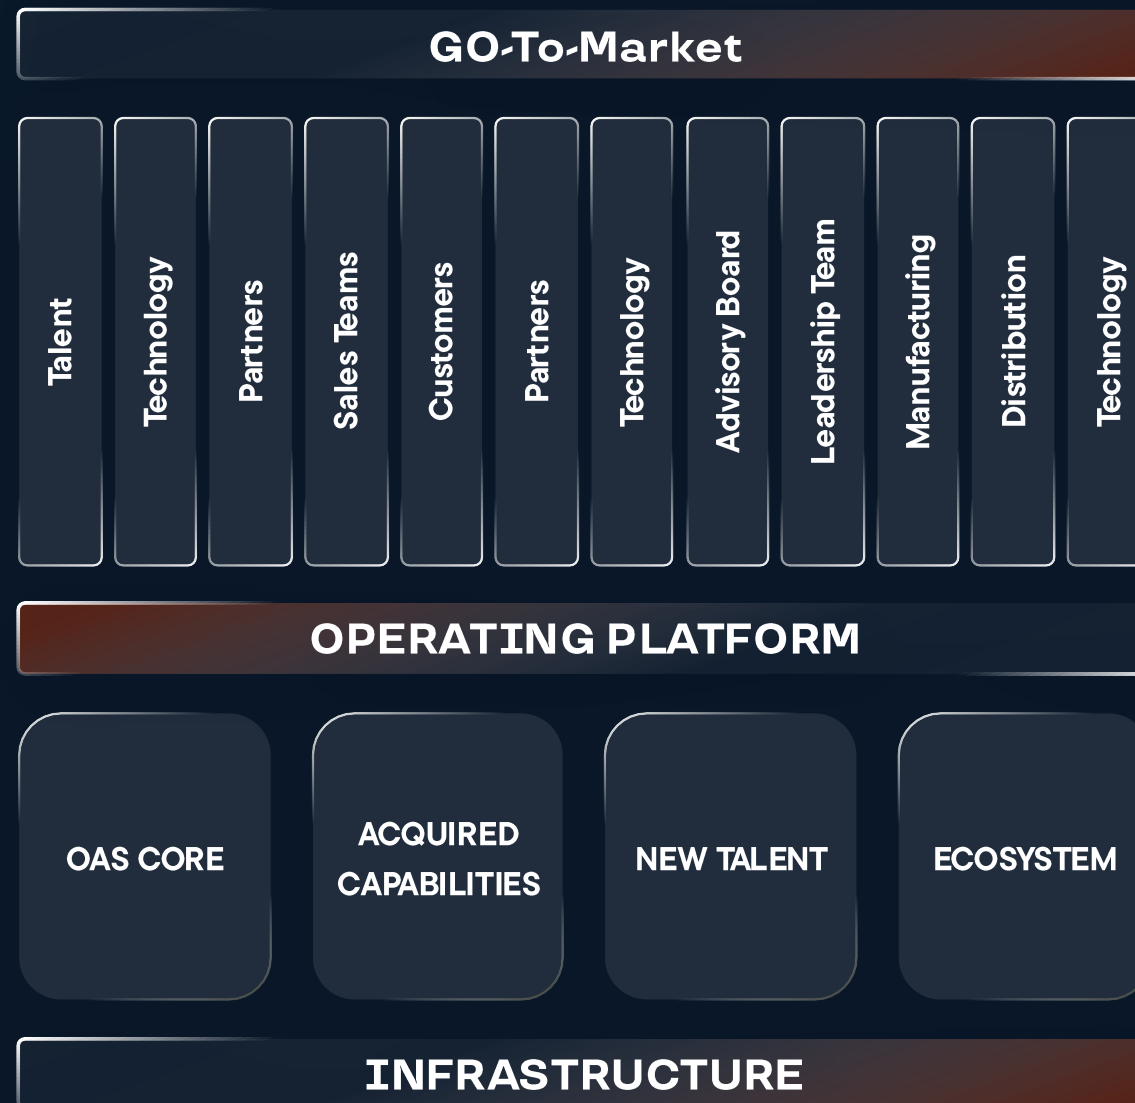 GO-To-Market
Talent
Technology
Partners
Sales Teams
Customers
Partners
Technology
Advisory Board
Leadership Team
Manufacturing
Distribution
Technology
OPERATING PLATFORM
OAS CORE
ACQUIRED
CAPABILITIES
NEW TALENT
ECOSYSTEM
INFRASTRUCTURE